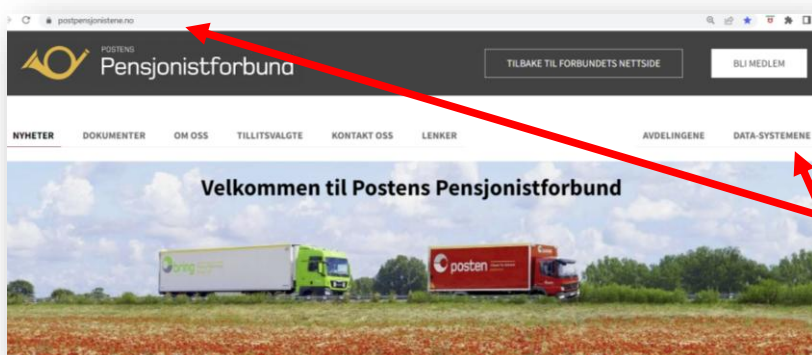 postpensjonistene.no
POSTENS
Pensjonistforbund
TILBAKE TIL FORBUNDETS NETTSIDE
BLI MEDLEM
NYHETER DOKUMENTER OM OSS TILLITSVALGTE KONTAKT OSS LENKER AVDELINGENE DATA-SYSTEMENE
Velkommen til Postens Pensjonistforbund
bring
posten